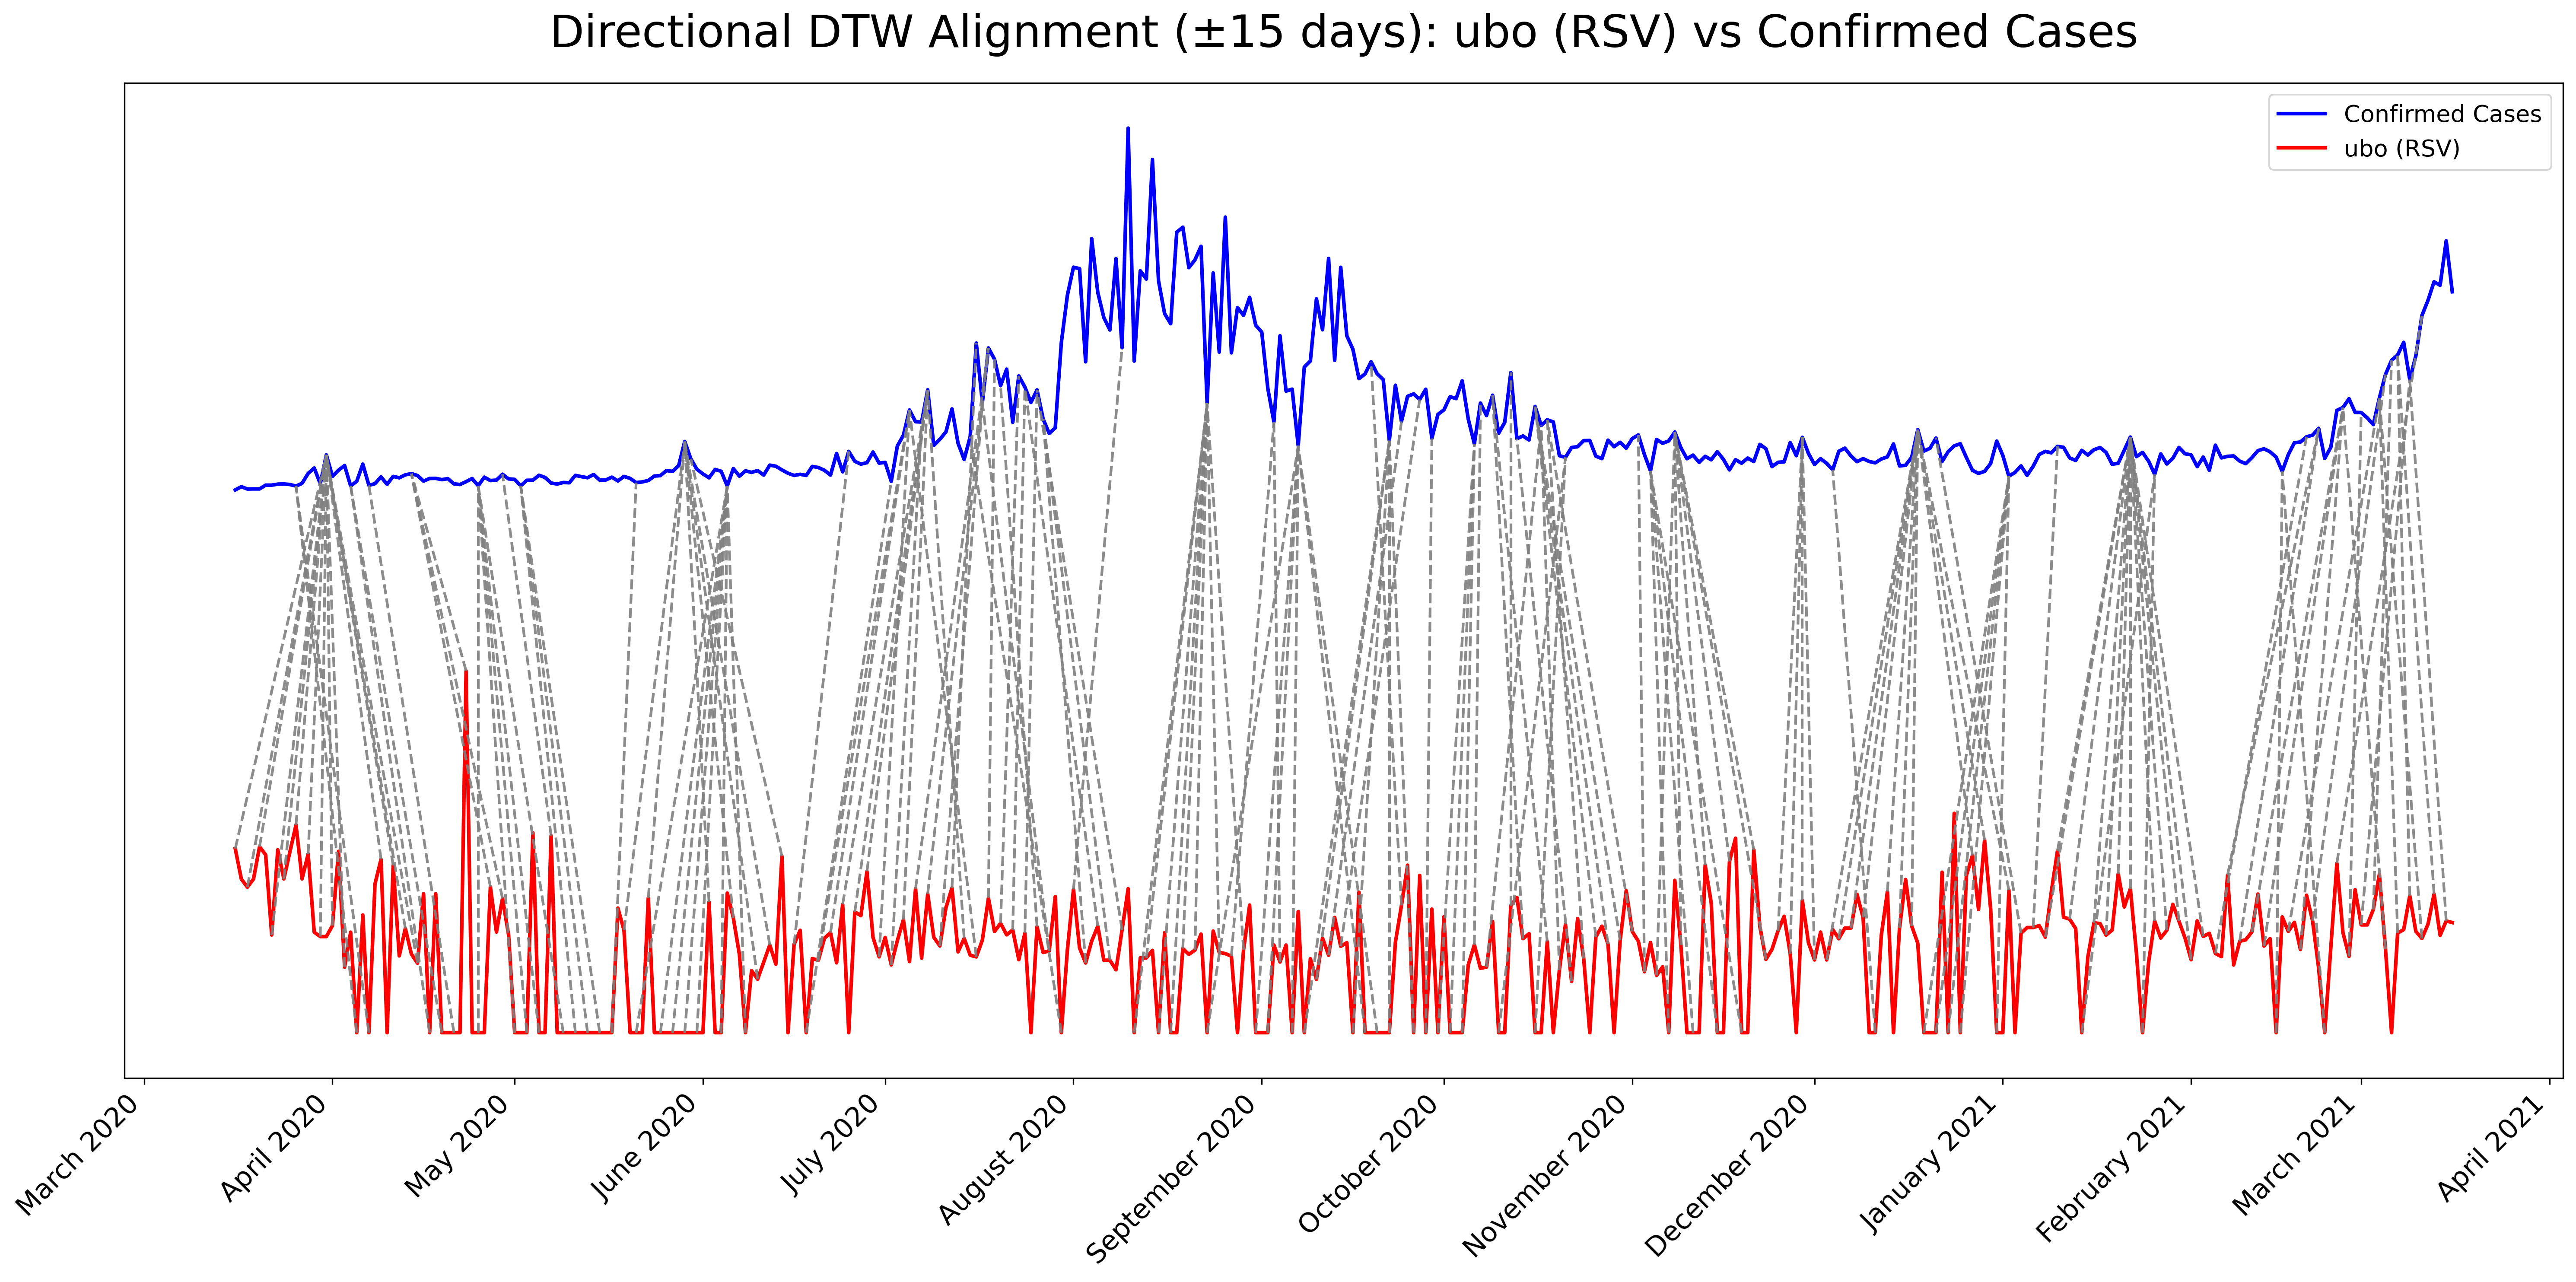 Directional DTW Alignment (±15 days): ubo (RSV) vs Confirmed Cases
Confirmed Cases
ubo (RSV)
March 2020
April 2020
May 2020
June 2020
July 2020
August 2020
September 2020
October 2020
November 2020
December 2020
January 2021
February 2021
March 2021
April 2021